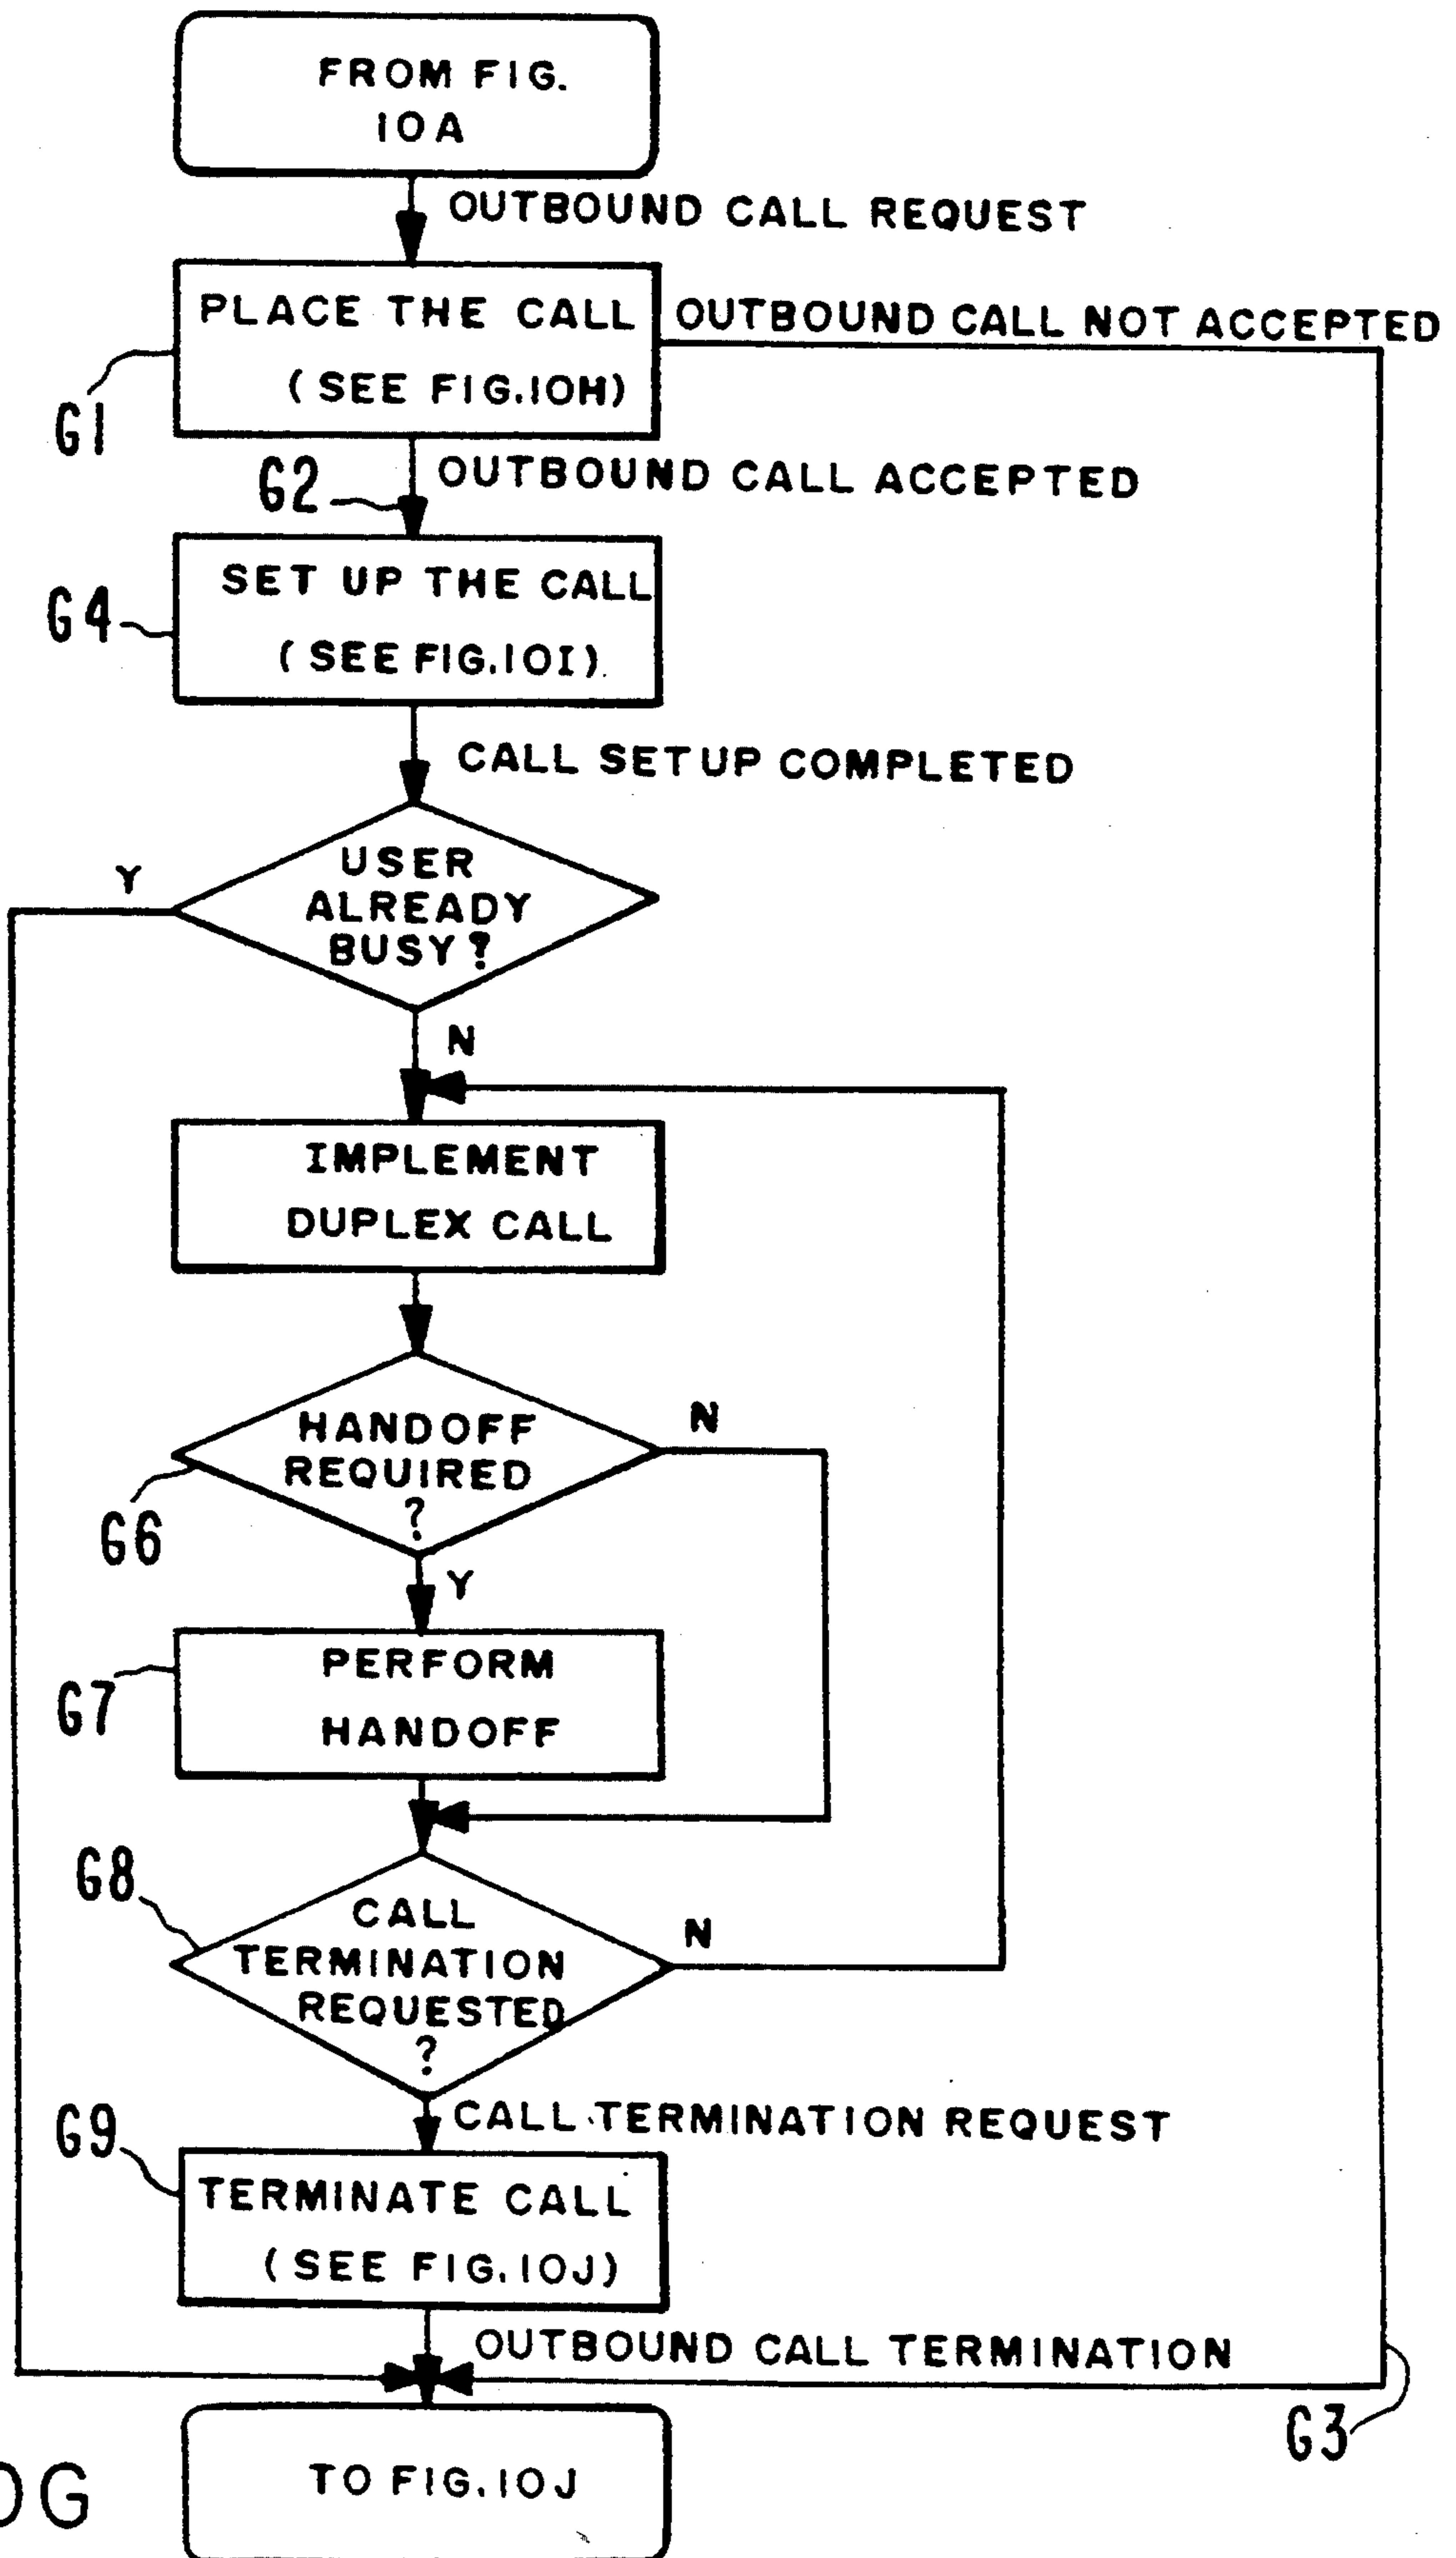 FROM FIG.
10A
OUTBOUND CALL REQUEST
PLACE THE CALL
(SEE FIG.10H)
OUTBOUND CALL NOT ACCEPTED
G1
G2
OUTBOUND CALL ACCEPTED
SET UP THE CALL
(SEE FIG.10I)
G4
CALL SETUP COMPLETED
Y
USER
ALREADY
BUSY?
N
IMPLEMENT
DUPLEX CALL
HANDOFF
REQUIRED
?
N
G6
Y
PERFORM
HANDOFF
G7
G8
CALL
TERMINATION
REQUESTED
?
N
CALL TERMINATION REQUEST
G9
TERMINATE CALL
(SEE FIG.10J)
OUTBOUND CALL TERMINATION
G3
TO FIG.10J